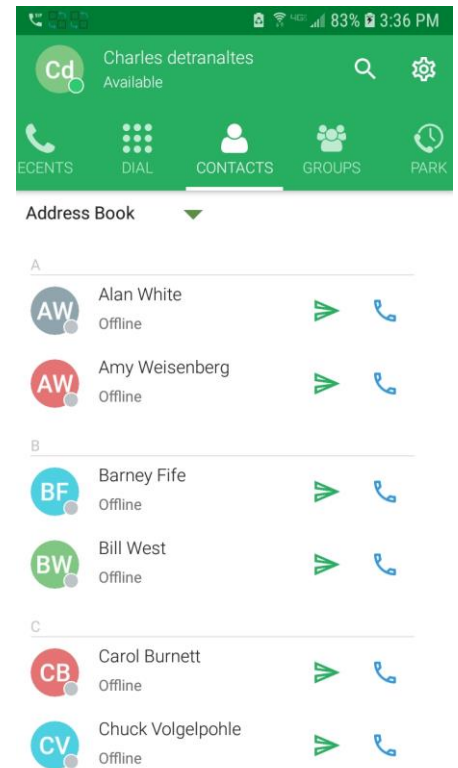 83% 3:36 PM
Cd
Charles detranaltes
Available
ECENTS DIAL CONTACTS GROUPS PARK
Address Book
A
AW Alan White
Offline
AW Amy Weisenberg
Offline
B
BF Barney Fife
Offline
BW Bill West
Offline
C
CB Carol Burnett
Offline
CV Chuck Volgelpohle
Offline